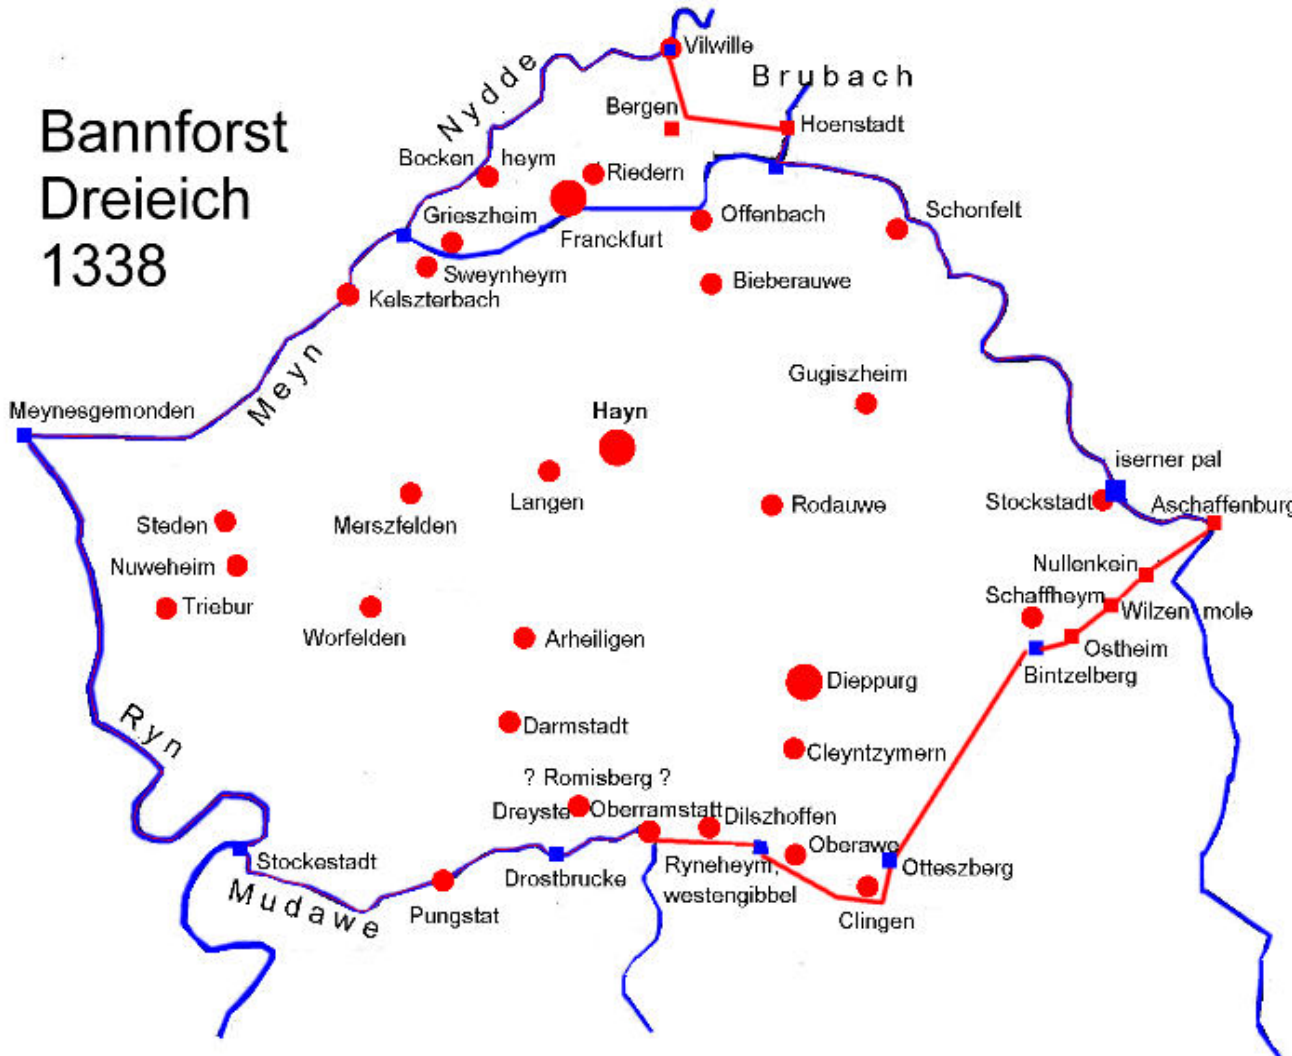 Bannforst
Dreieich
1338
Nydde
Vilwille
Brubach
Bergen
Hoenstadt
Bocken heym
Riedern
Grieszheim
Franckfurt
Offenbach
Schonfelt
Sweynheym
Kelszterbach
Bieberauwe
Meyn
Meynesgemonden
Gugiszheim
Hayn
Langen
Merszfelden
Rodauwe
iserner pal
Stockstadt
Aschaffenburg
Steden
Nuweheim
Triebur
Worfelden
Arheiligen
Nullenkein
Schaffheym
Wilzen mole
Ostheim
Bintzelberg
Dieppurg
Ryn
Darmstadt
Cleyntzymern
? Romisberg ?
Dreyste
Oberramstatt
Dilszhoffen
Oberawe
Stockestadt
Mudawe
Pungstat
Drostbrucke
Ryneheym,
westengibbel
Otteszberg
Clingen